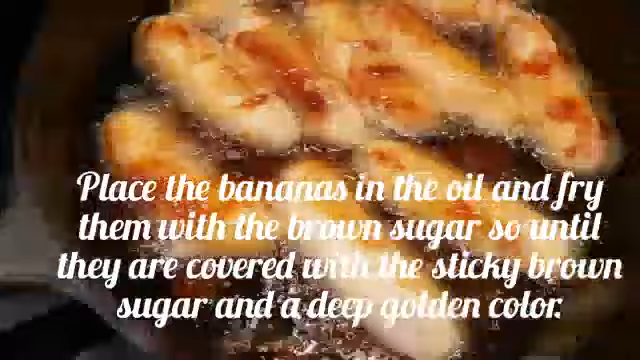 Place the bananas in the oil and fry
them with the brown sugar so until
they are covered with the sticky brown
sugar and a deep golden color.